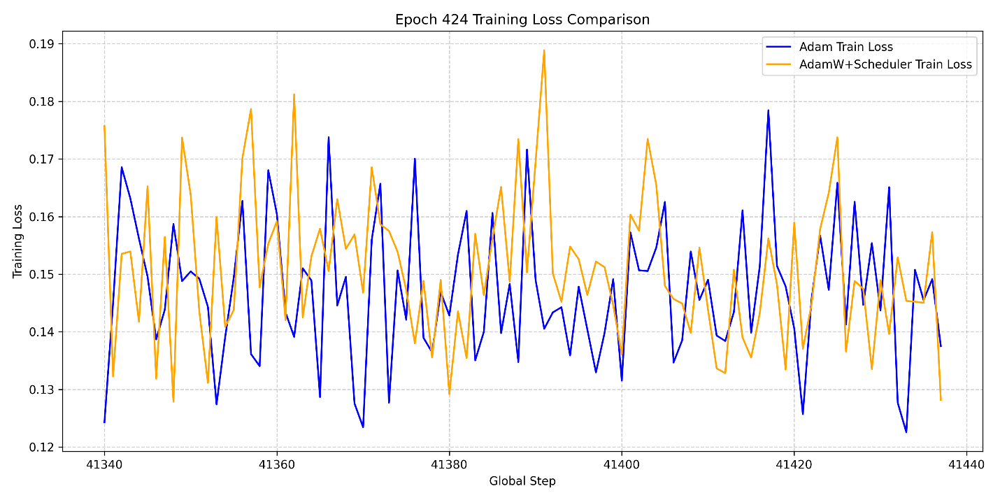 Epoch 424 Training Loss Comparison
Adam Train Loss
AdamW+Scheduler Train Loss
Training Loss
0.19
0.18
0.17
0.16
0.15
0.14
0.13
0.12
41340 41360 41380 41400 41420 41440
Global Step